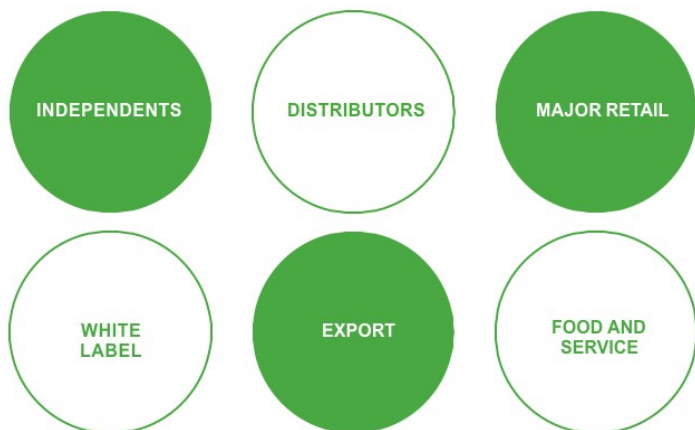 INDEPENDENTS
DISTRIBUTORS
MAJOR RETAIL
WHITE
LABEL
EXPORT
FOOD AND
SERVICE